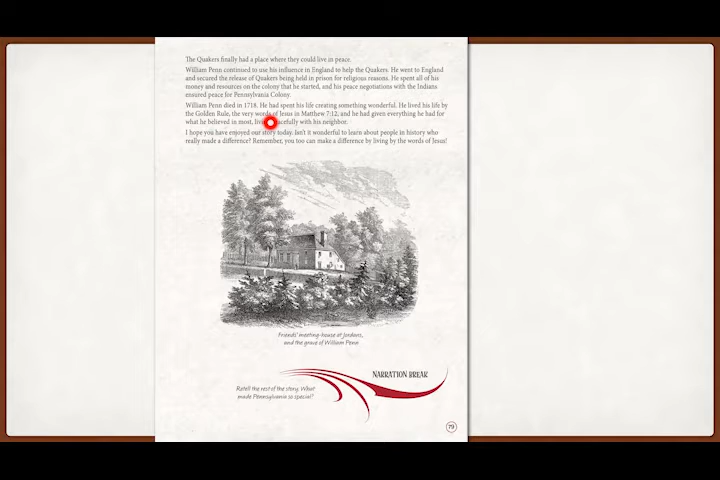 The Quakers finally had a place where they could live in peace.
William Penn continued to use his influence in England to help the Quakers. He went to England
and secured the release of Quakers being held in prison for religious reasons. He spent all of his
money and resources on the colony that he started, and his peace negotiations with the Indians
ensured peace for Pennsylvania Colony.
William Penn died in 1718. He had spent his life creating something wonderful. He lived his life by
the Golden Rule, the very words of Jesus in Matthew 7:12, and he had given everything he had for
what he believed in most, with his neighbor.
I hope you have enjoyed our story today. Isn't it wonderful to learn about people in history who
really made a difference? Remember, you too can make a difference by living by the words of Jesus!
Friends' meeting-house at Jordans,
and the grave of William Penn
NARRATION BREAK
Retell the rest of the story. What
made Pennsylvania so special?
79